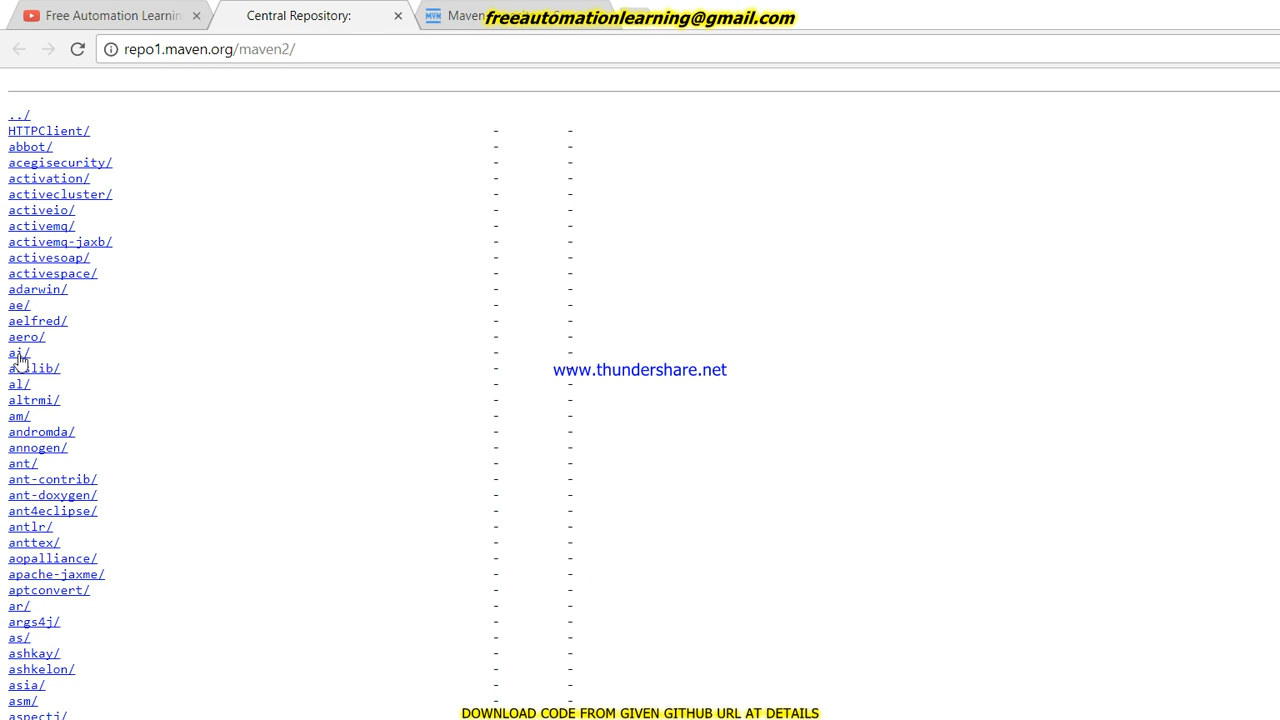 Free Automation Learnin
Central Repository:
Maven
freeautomationlearning@gmail.com
repo1.maven.org/maven2/
../
HTTPClient/ - -
abbot/ - -
acegisecurity/ - -
activation/ - -
activecluster/ - -
activeio/ - -
activemq/ - -
activemq-jaxb/ - -
activesoap/ - -
activespace/ - -
adarwin/ - -
ae/ - -
aelfred/ - -
aero/ - -
ai/ - -
lib/ - -
www.thundershare.net
al/ - -
altrmi/ - -
am/ - -
andromda/ - -
annogen/ - -
ant/ - -
ant-contrib/ - -
ant-doxygen/ - -
ant4eclipse/ - -
antlr/ - -
anttex/ - -
aopalliance/ - -
apache-jaxme/ - -
aptconvert/ - -
ar/ - -
args4j/ - -
as/ - -
ashkay/ - -
ashkelon/ - -
asia/ - -
asm/ - -
aspectj/
DOWNLOAD CODE FROM GIVEN GITHUB URL AT DETAILS